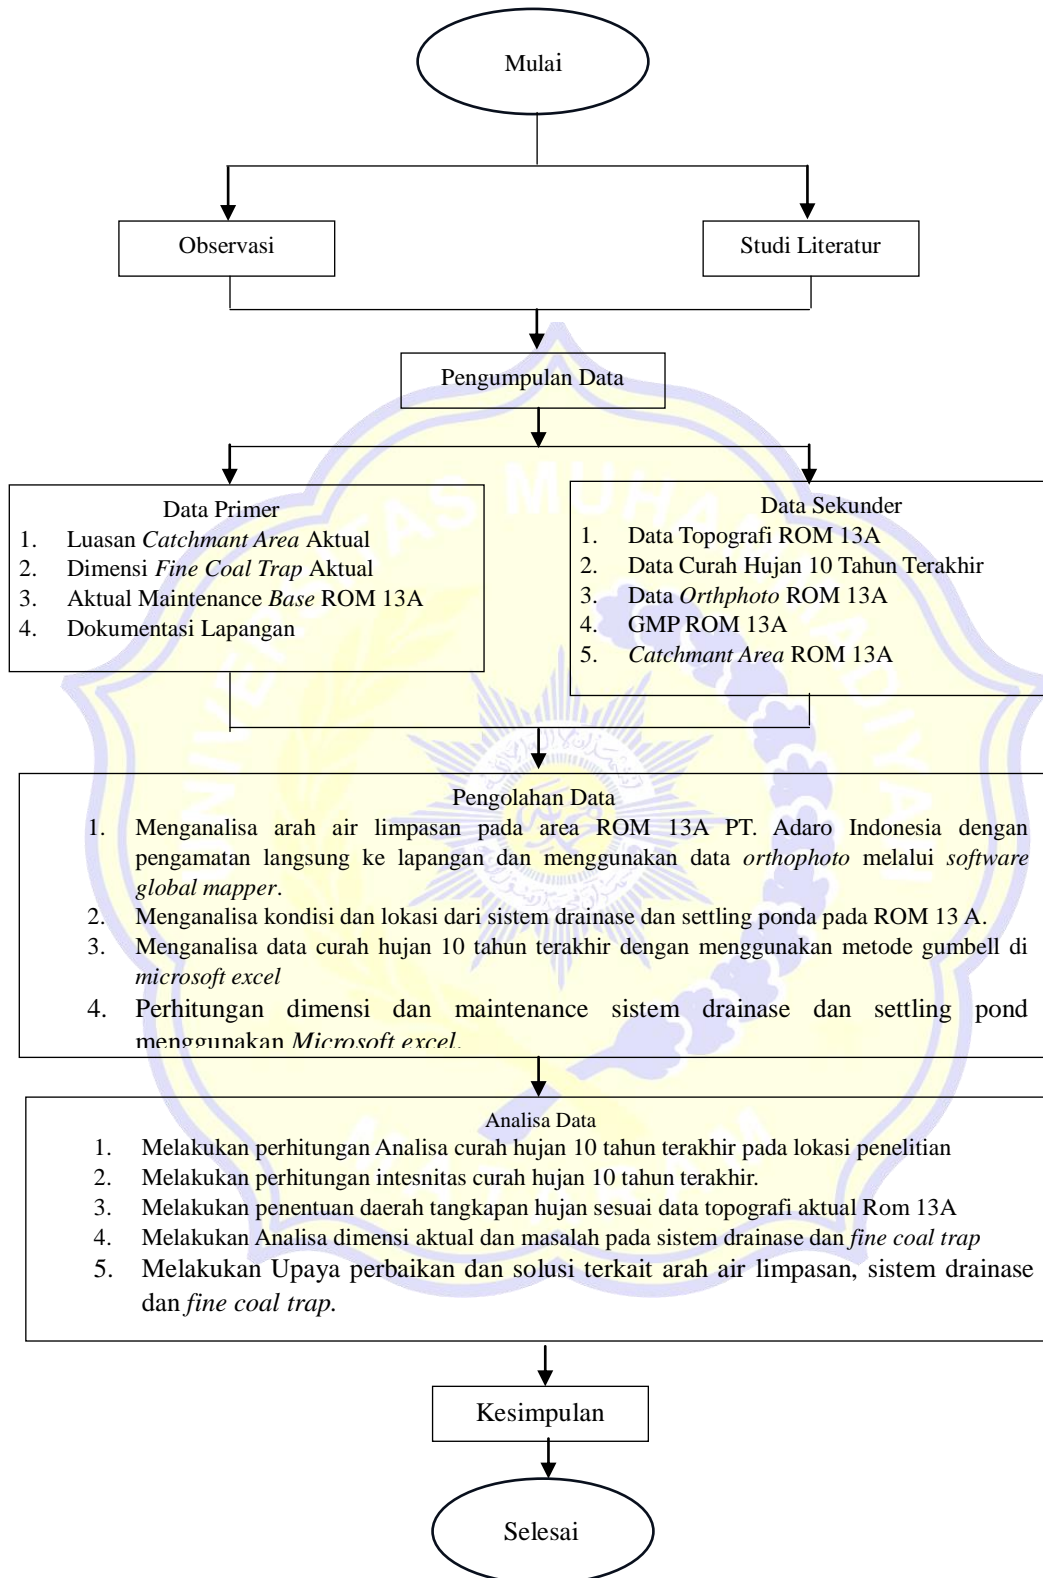 Mulai
Observasi
Studi Literatur
Pengumpulan Data
Data Primer
1. Luasan Catchmant Area Aktual
2. Dimensi Fine Coal Trap Aktual
3. Aktual Maintenance Base ROM 13A
4. Dokumentasi Lapangan
Data Sekunder
1. Data Topografi ROM 13A
2. Data Curah Hujan 10 Tahun Terakhir
3. Data Orthphoto ROM 13A
4. GMP ROM 13A
5. Catchmant Area ROM 13A
Pengolahan Data
1. Menganalisa arah air limpasan pada area ROM 13A PT. Adaro Indonesia dengan
pengamatan langsung ke lapangan dan menggunakan data orthophoto melalui software
global mapper.
2. Menganalisa kondisi dan lokasi dari sistem drainase dan settling ponda pada ROM 13 A.
3. Menganalisa data curah hujan 10 tahun terakhir dengan menggunakan metode gumbell di
microsoft excel
4. Perhitungan dimensi dan maintenance sistem drainase dan settling pond
menggunakan Microsoft excel.
Analisa Data
1. Melakukan perhitungan Analisa curah hujan 10 tahun terakhir pada lokasi penelitian
2. Melakukan perhitungan intesnitas curah hujan 10 tahun terakhir.
3. Melakukan penentuan daerah tangkapan hujan sesuai data topografi aktual Rom 13A
4. Melakukan Analisa dimensi aktual dan masalah pada sistem drainase dan fine coal trap
5. Melakukan Upaya perbaikan dan solusi terkait arah air limpasan, sistem drainase
dan fine coal trap.
Kesimpulan
Selesai
UNIVERSITAS MUHAMMADIYAH
MATARAM